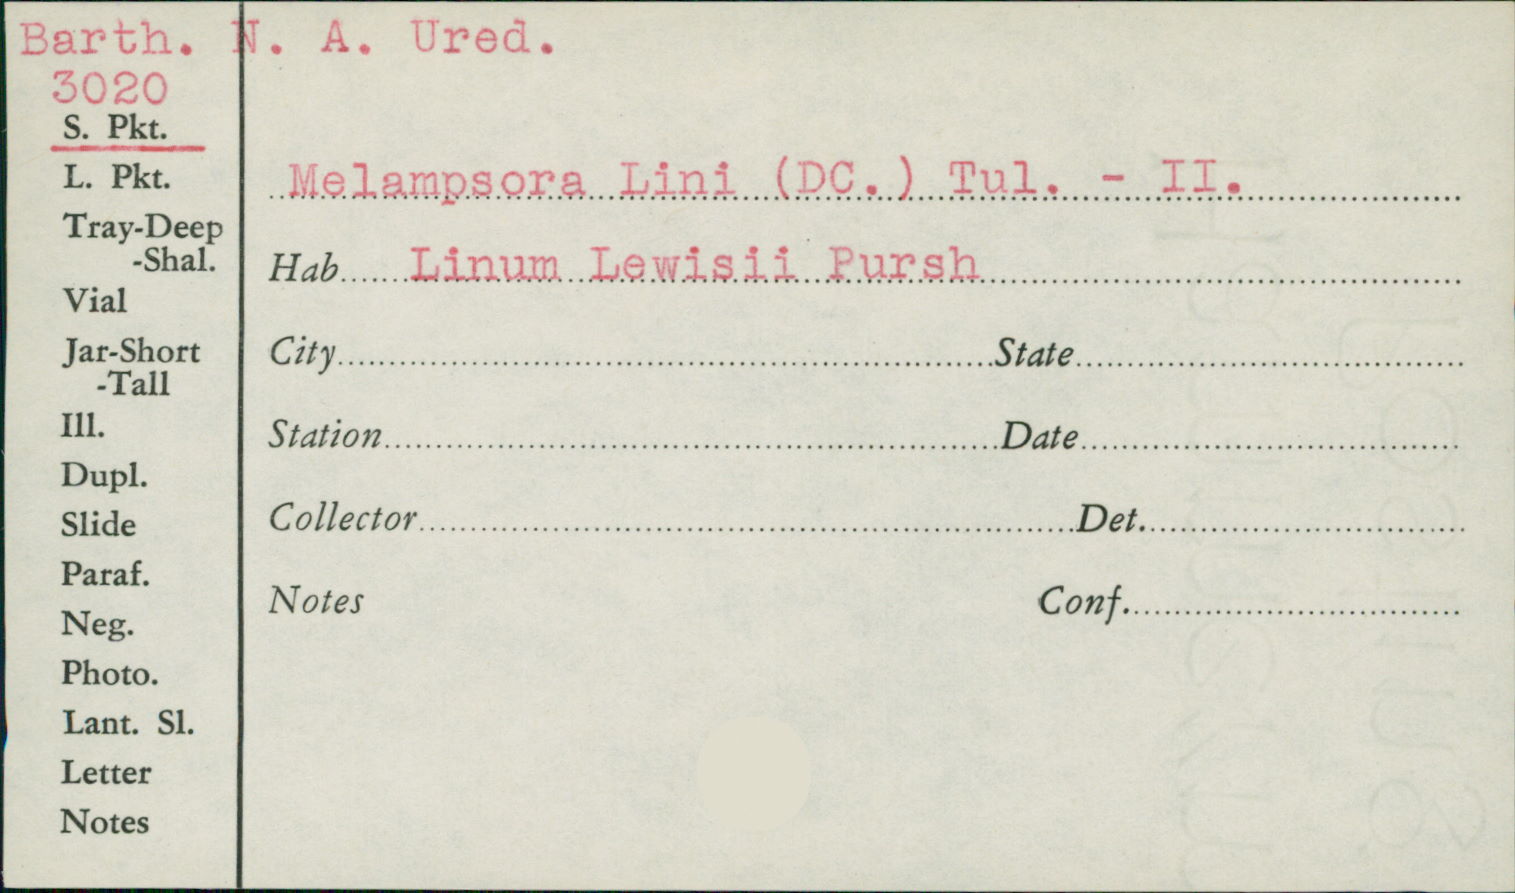 Barth. N. A. Ured.
3020
S. Pkt.
L. Pkt.
Tray-Deep
-Shal.
Vial
Jar-Short
-Tall
Ill.
Dupl.
Slide
Paraf.
Neg.
Photo.
Lant. Sl.
Letter
Notes
Melampsora Lini (DC.) Tul. - II.
Hab Linum Lewisii Pursh
City State
Station Date
Collector Det.
Notes Conf.